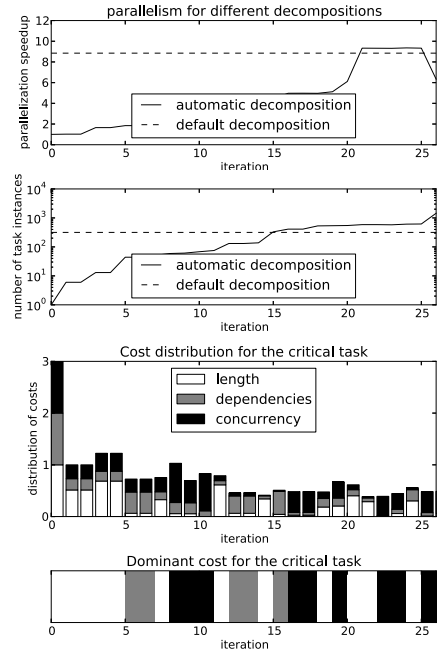 parallelism for different decompositions
parallelization speedup
12
10
8
6
4
2
0
automatic decomposition
default decomposition
0 5 10 15 20 25
iteration
number of task instances
10^4
10^3
10^2
10^1
10^0
automatic decomposition
default decomposition
0 5 10 15 20 25
iteration
Cost distribution for the critical task
distribution of costs
3
2
1
0
length
dependencies
concurrency
0 5 10 15 20 25
iteration
Dominant cost for the critical task
0 5 10 15 20 25
iteration